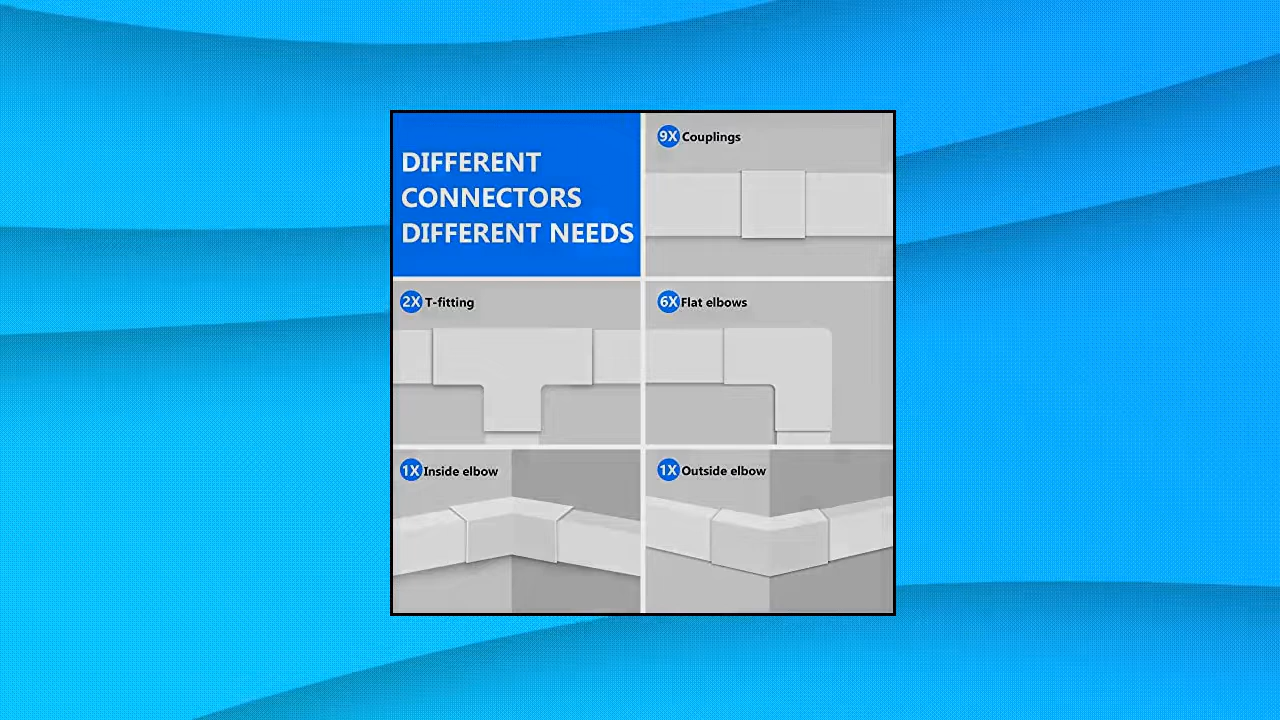 DIFFERENT
CONNECTORS
DIFFERENT NEEDS
9X Couplings
2X T-fitting
6X Flat elbows
1X Inside elbow
1X Outside elbow